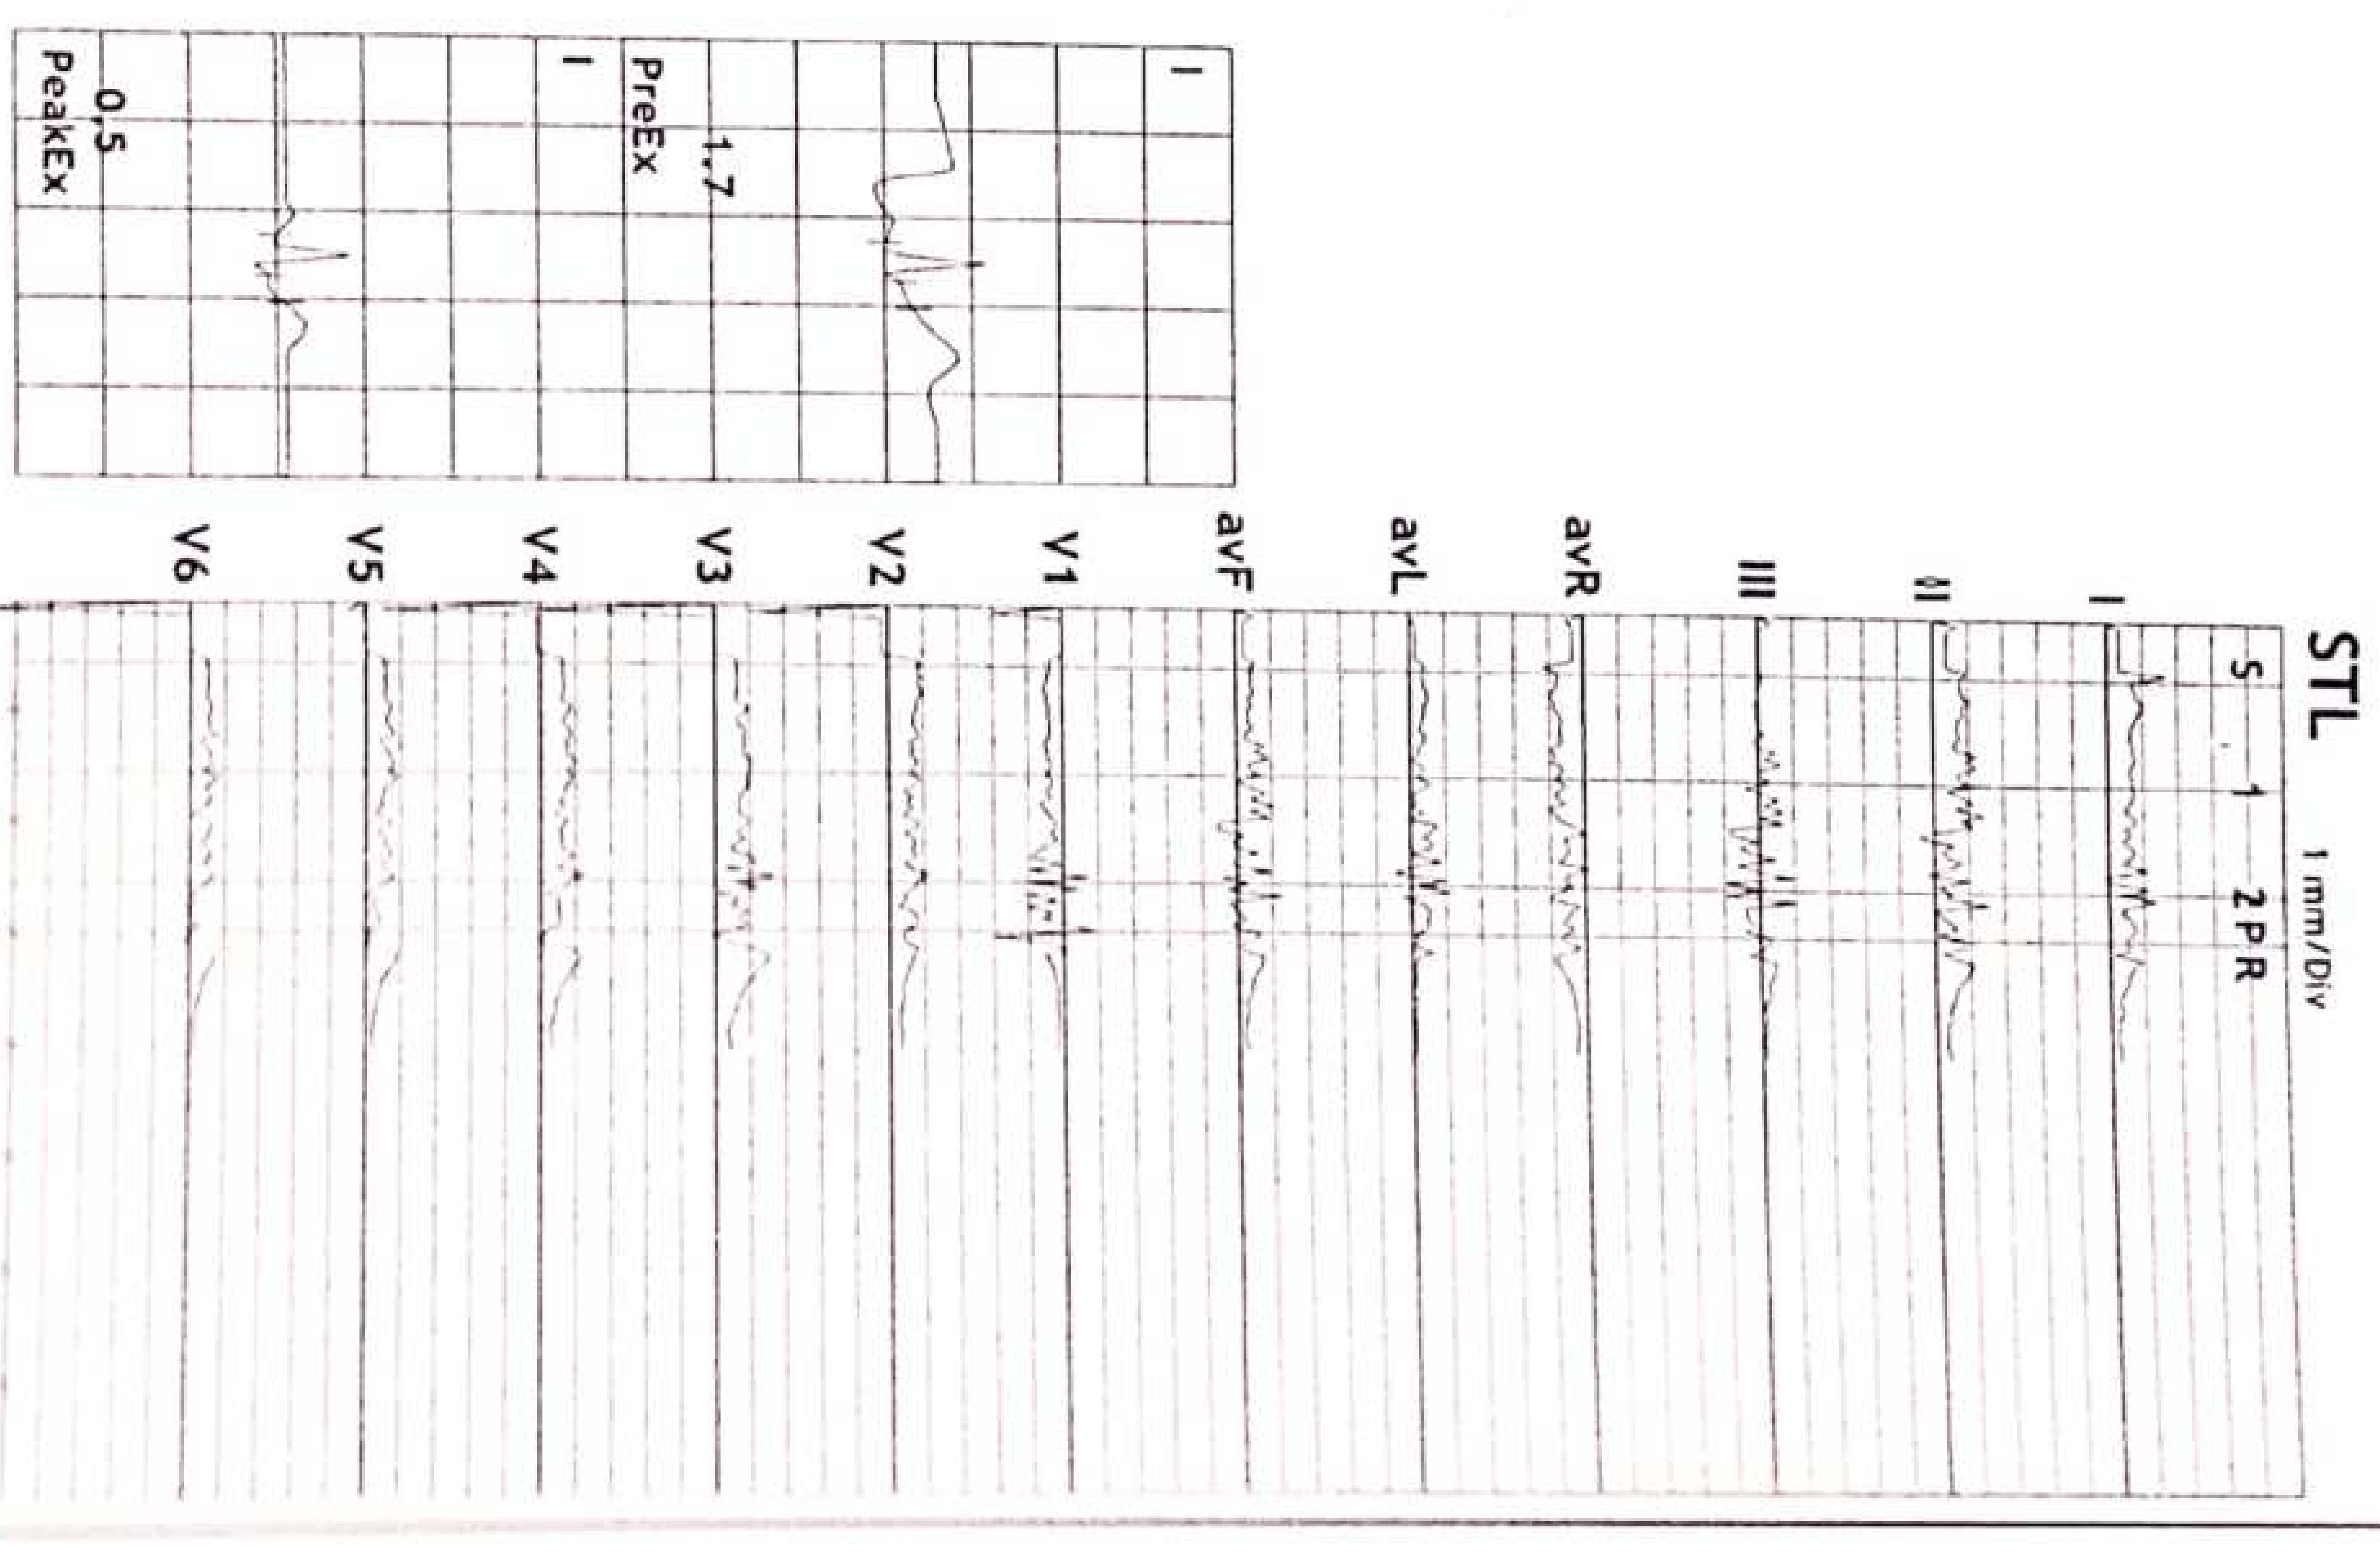 STL
1 mm/Div
S 1 2 P R
I
II
III
avR
avL
avF
V1
V2
V3
V4
V5
V6
I
1.7
PreEx
I
0.5
PeakEx